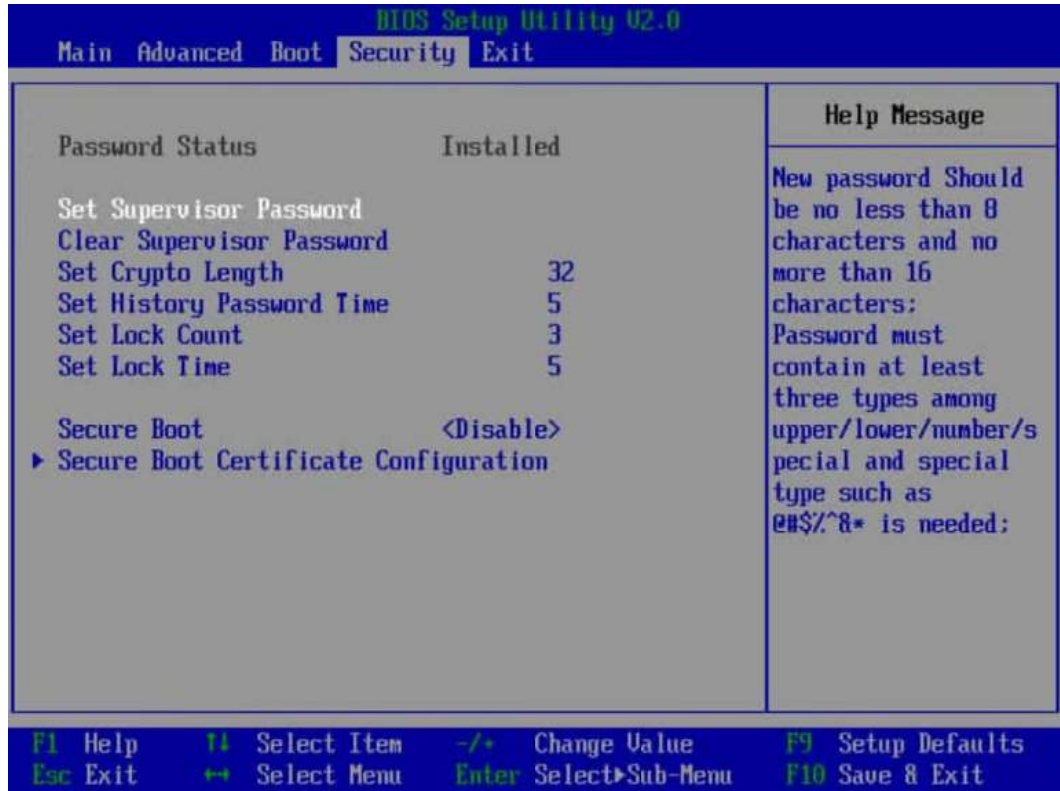 BIOS Setup Utility V2.0
Main Advanced Boot Security Exit
Password Status Installed
Set Supervisor Password
Clear Supervisor Password
Set Crypto Length 32
Set History Password Time 5
Set Lock Count 3
Set Lock Time 5
Secure Boot <Disable>
▶ Secure Boot Certificate Configuration
Help Message
New password Should
be no less than 8
characters and no
more than 16
characters;
Password must
contain at least
three types among
upper/lower/number/s
pecial and special
type such as
@#$%^&* is needed;
F1 Help ↑↓ Select Item -/+ Change Value F9 Setup Defaults
Esc Exit ↔ Select Menu Enter Select▶Sub-Menu F10 Save & Exit